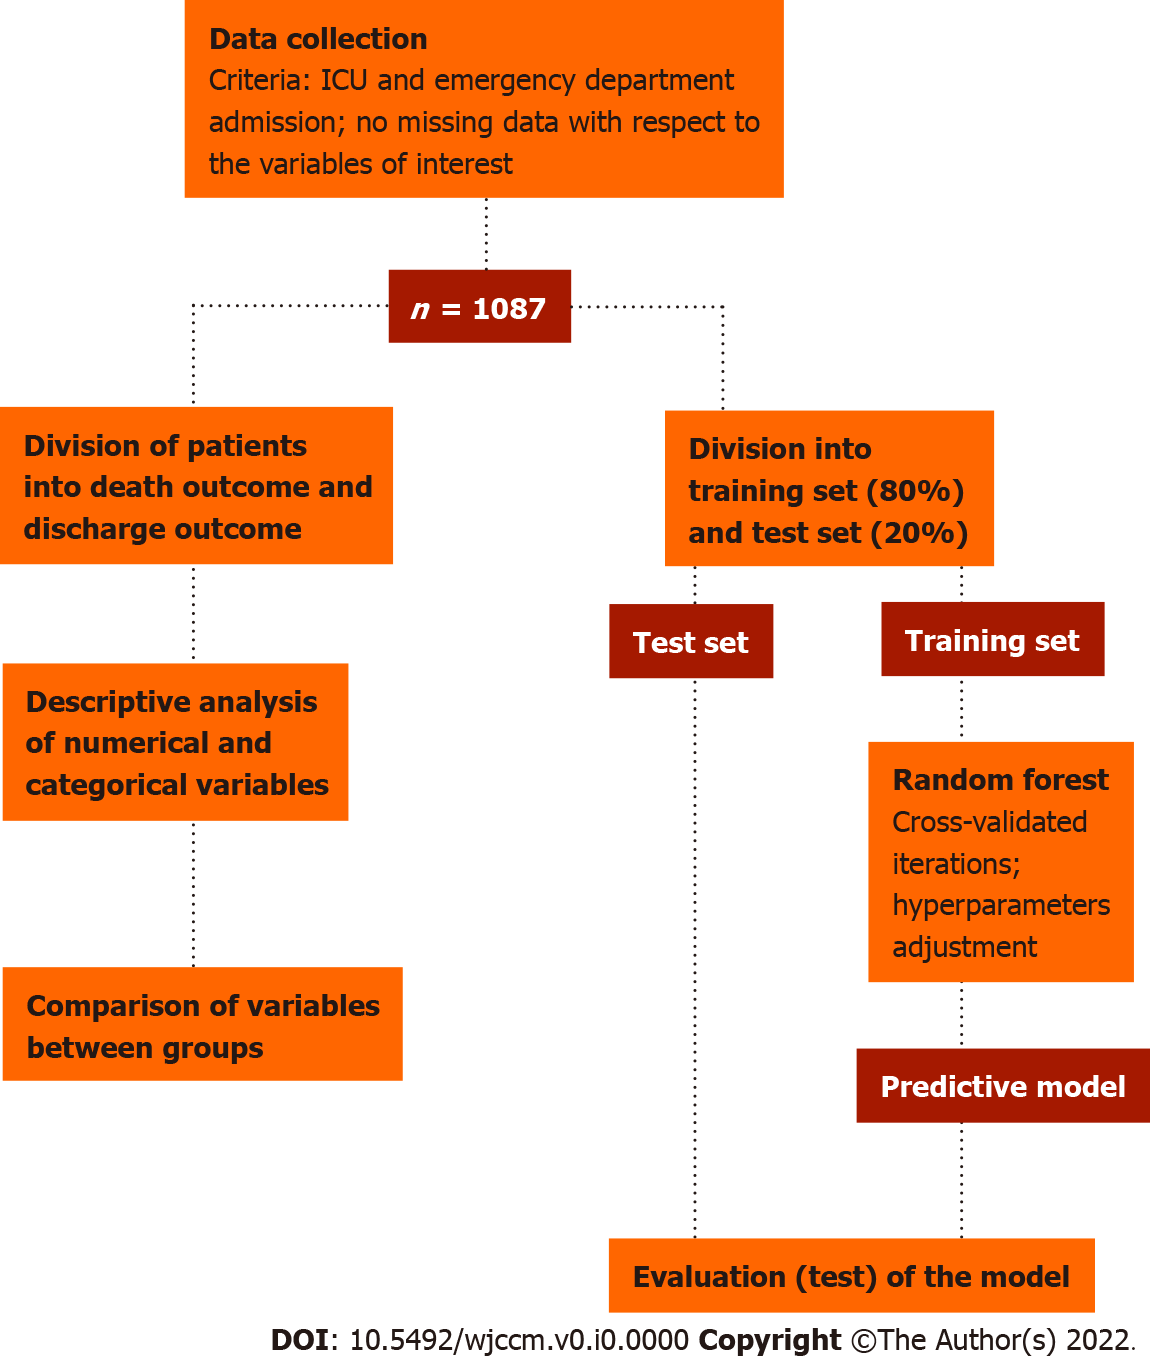 Data collection
Criteria: ICU and emergency department
admission; no missing data with respect to
the variables of interest
n = 1087
Division of patients
into death outcome and
discharge outcome
Division into
training set (80%)
and test set (20%)
Test set
Training set
Descriptive analysis
of numerical and
categorical variables
Random forest
Cross-validated
iterations;
hyperparameters
adjustment
Comparison of variables
between groups
Predictive model
Evaluation (test) of the model
DOI: 10.5492/wjccm.v0.i0.0000 Copyright ©The Author(s) 2022.